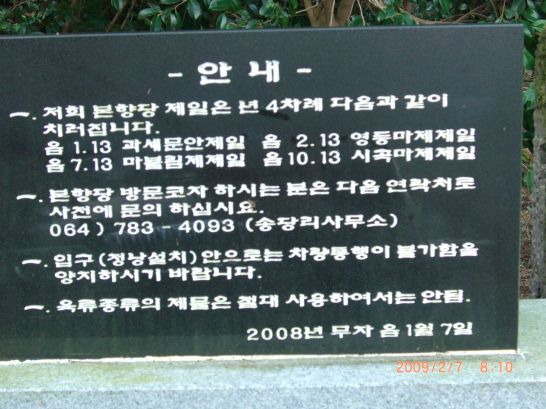 - 안 내 -
一. 저희 본향당 제일은 년 4차례 다음과 같이
치러집니다.
음 1.13 과세문안제일 음 2.13 영등마제제일
음 7.13 마불림제제일 음 10.13 시곡마제제일
一. 본향당 방문코자 하시는 분은 다음 연락처로
사전에 문의 하십시요.
064 ) 783 - 4093 (송당리사무소)
一. 입구 (정낭설치) 안으로는 차량통행이 불가함을
양지하시기 바랍니다.
一. 육류종류의 제물은 절대 사용하여서는 안됨.
2008년 무자 음 1월 7일
2009/2/7 8:10